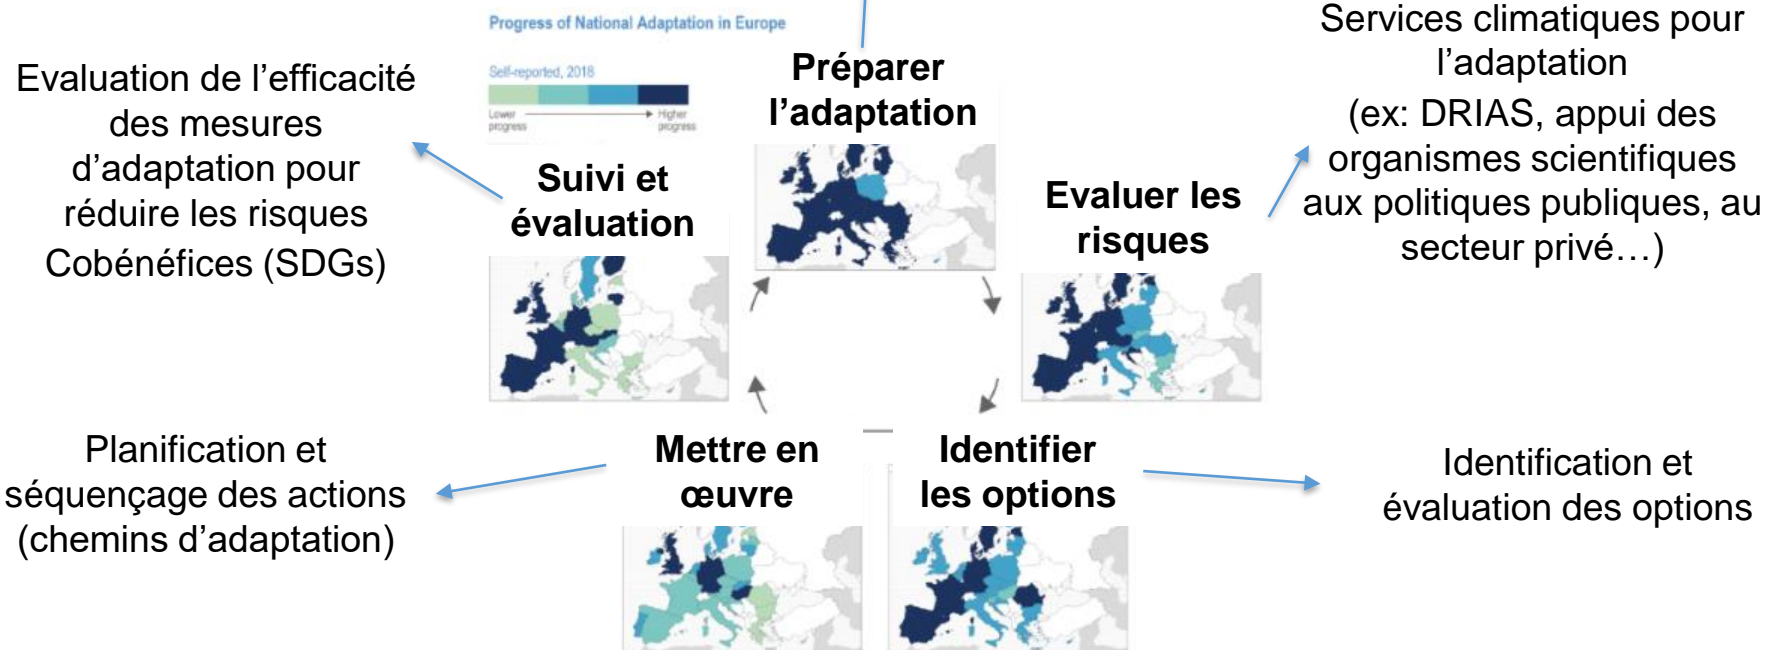 Progress of National Adaptation in Europe
Self-reported, 2018
Lower
progress
Higher
progress
Préparer
l’adaptation
Services climatiques pour
l’adaptation
(ex: DRIAS, appui des
organismes scientifiques
aux politiques publiques, au
secteur privé…)
Evaluation de l’efficacité
des mesures
d’adaptation pour
réduire les risques
Cobénéfices (SDGs)
Suivi et
évaluation
Evaluer les
risques
Planification et
séquençage des actions
(chemins d’adaptation)
Mettre en
œuvre
Identifier
les options
Identification et
évaluation des options